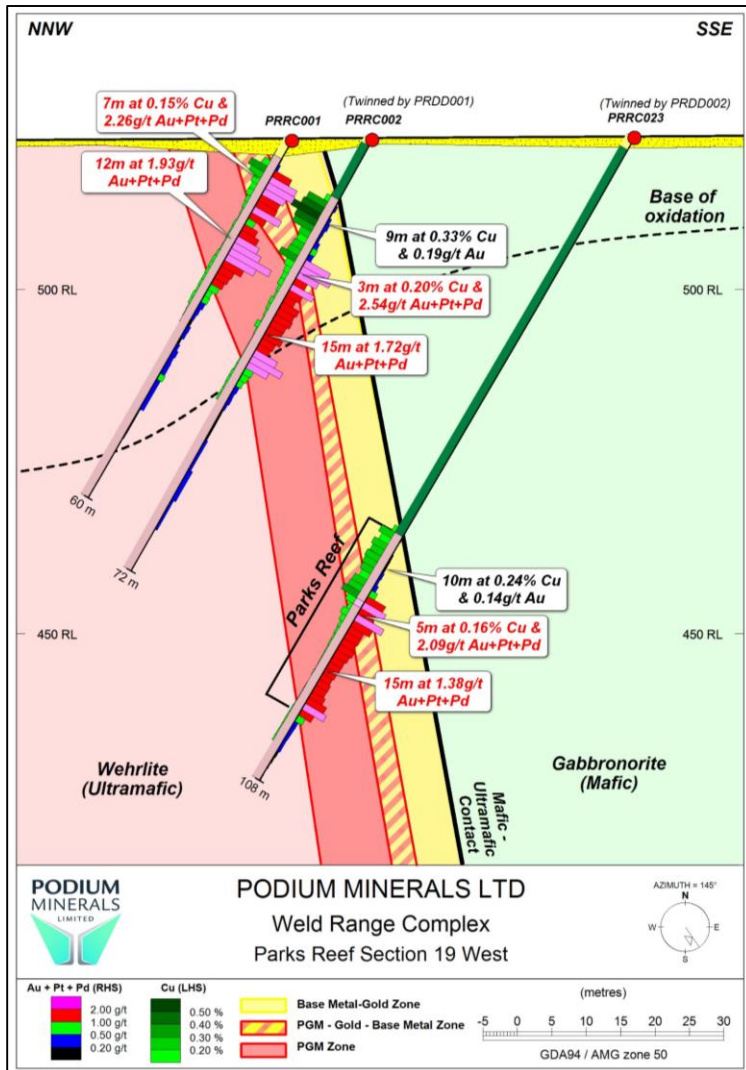 NNW
SSE
7m at 0.15% Cu &
2.26g/t Au+Pt+Pd
PRRC001
(Twinned by PRDD001)
PRRC002
(Twinned by PRDD002)
PRRC023
12m at 1.93g/t
Au+Pt+Pd
Base of
oxidation
9m at 0.33% Cu
& 0.19g/t Au
500 RL
3m at 0.20% Cu &
2.54g/t Au+Pt+Pd
500 RL
15m at 1.72g/t
Au+Pt+Pd
60 m
72 m
Parks Reef
10m at 0.24% Cu
& 0.14g/t Au
450 RL
5m at 0.16% Cu &
2.09g/t Au+Pt+Pd
450 RL
15m at 1.38g/t
Au+Pt+Pd
108 m
Wehrlite
(Ultramafic)
Gabbronorite
(Mafic)
Mafic -
Ultramafic
Contact
PODIUM
MINERALS
LIMITED
PODIUM MINERALS LTD
Weld Range Complex
Parks Reef Section 19 West
AZIMUTH = 145°
N
W
E
S
Au + Pt + Pd (RHS)
2.00 g/t
1.00 g/t
0.50 g/t
0.20 g/t
Cu (LHS)
0.50 %
0.40 %
0.30 %
0.20 %
Base Metal-Gold Zone
PGM - Gold - Base Metal Zone
PGM Zone
(metres)
-5 0 5 10 15 20 25 30
GDA94 / AMG zone 50